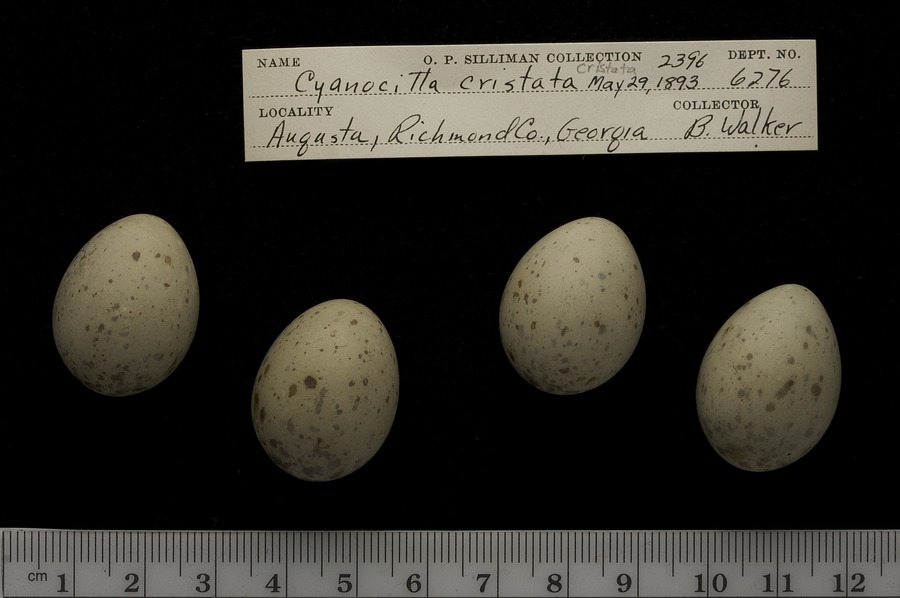 NAME O. P. SILLIMAN COLLECTION 2396 DEPT. NO.
cristata
Cyanocitta cristata May 29, 1893 6276
LOCALITY COLLECTOR
Augusta, Richmond Co., Georgia B. Walker
cm 1 2 3 4 5 6 7 8 9 10 11 12